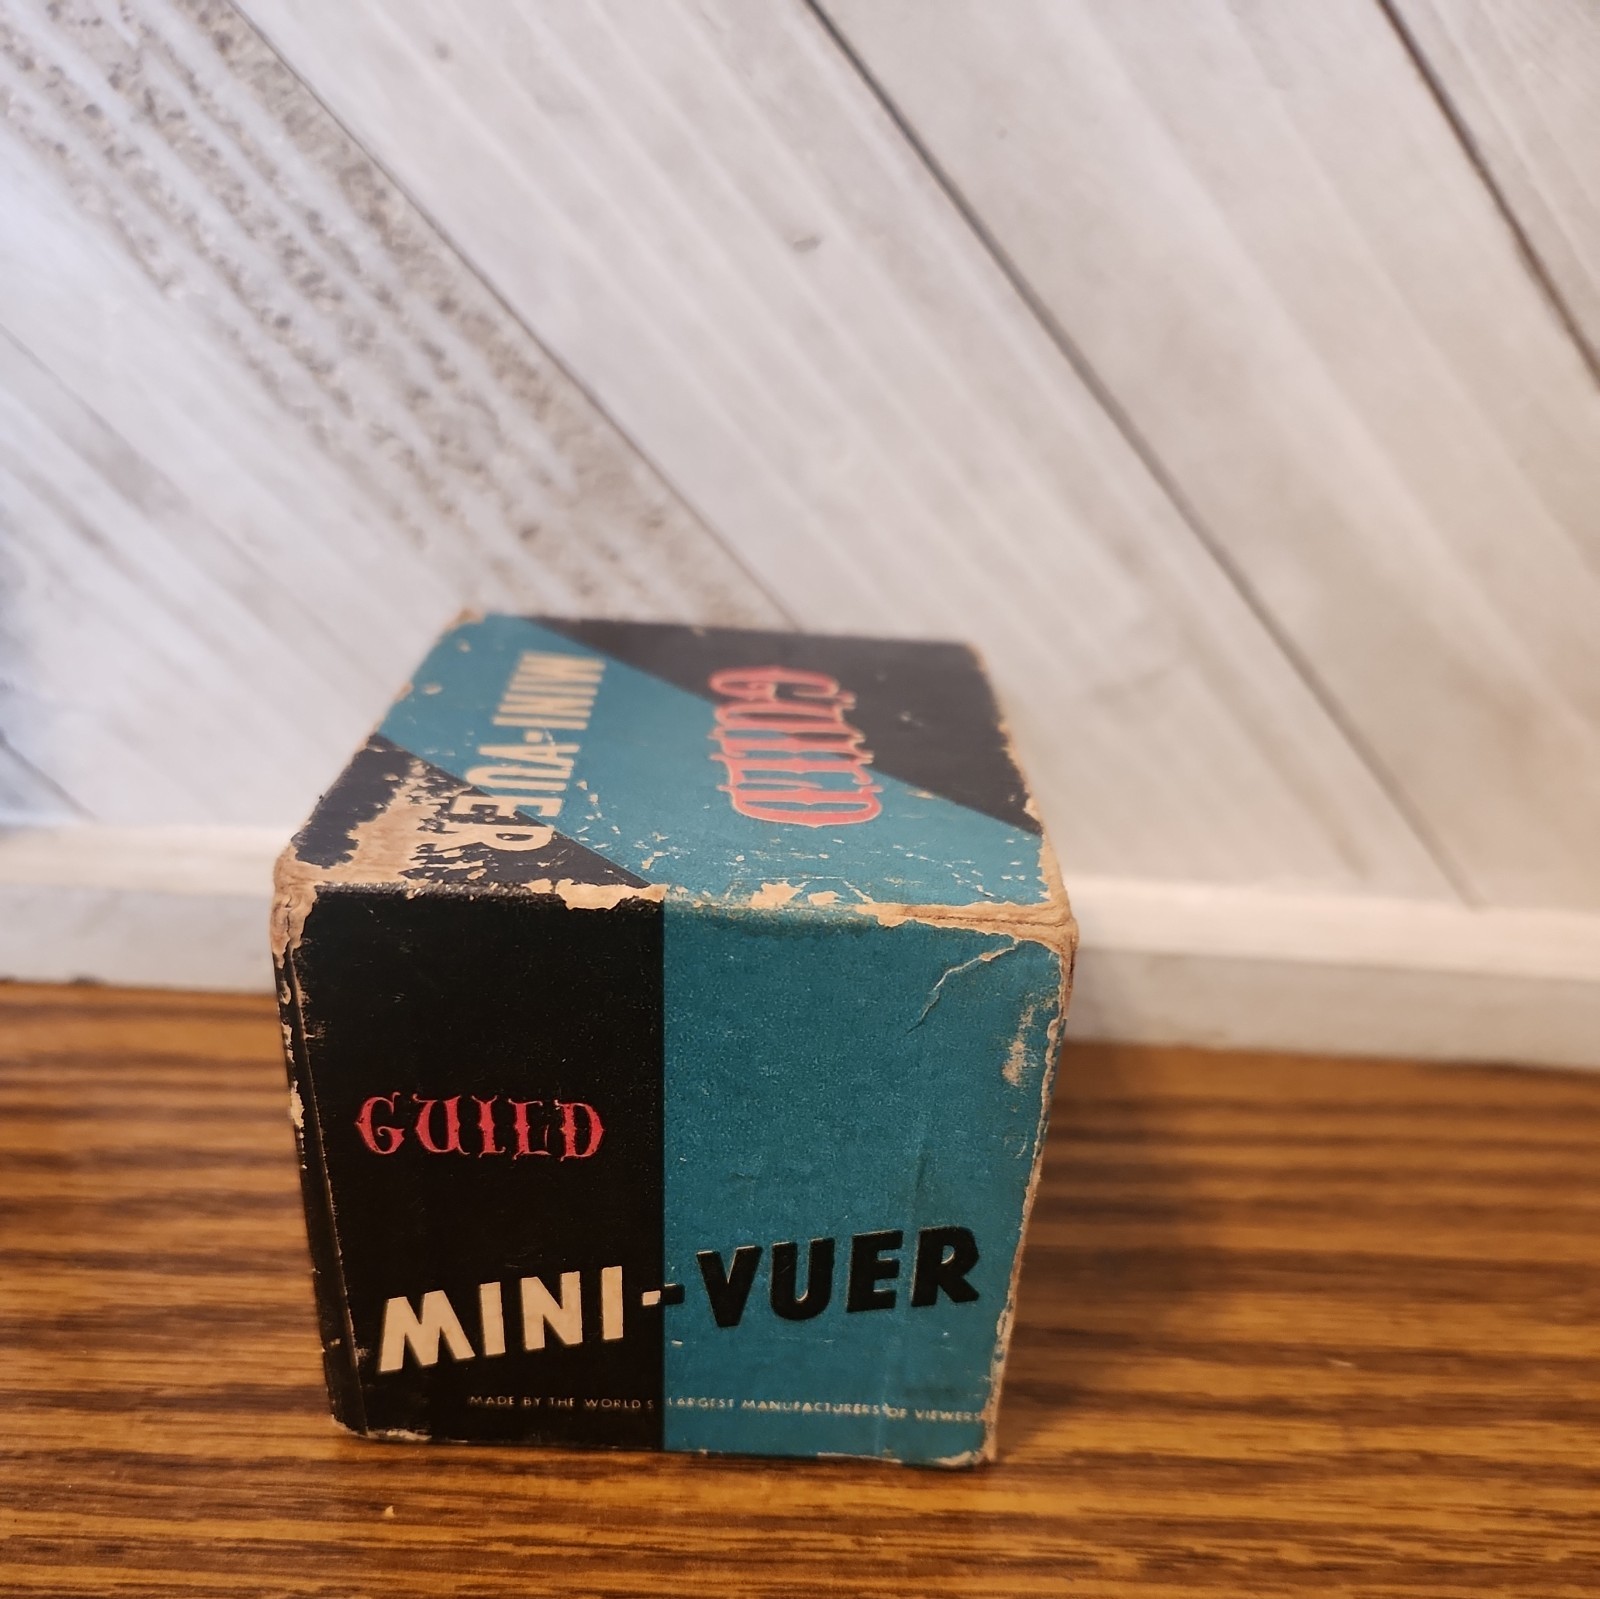 MINI-VUER
GUILD
GUILD
MINI-VUER
MADE BY THE WORLD'S LARGEST MANUFACTURERS OF VIEWERS